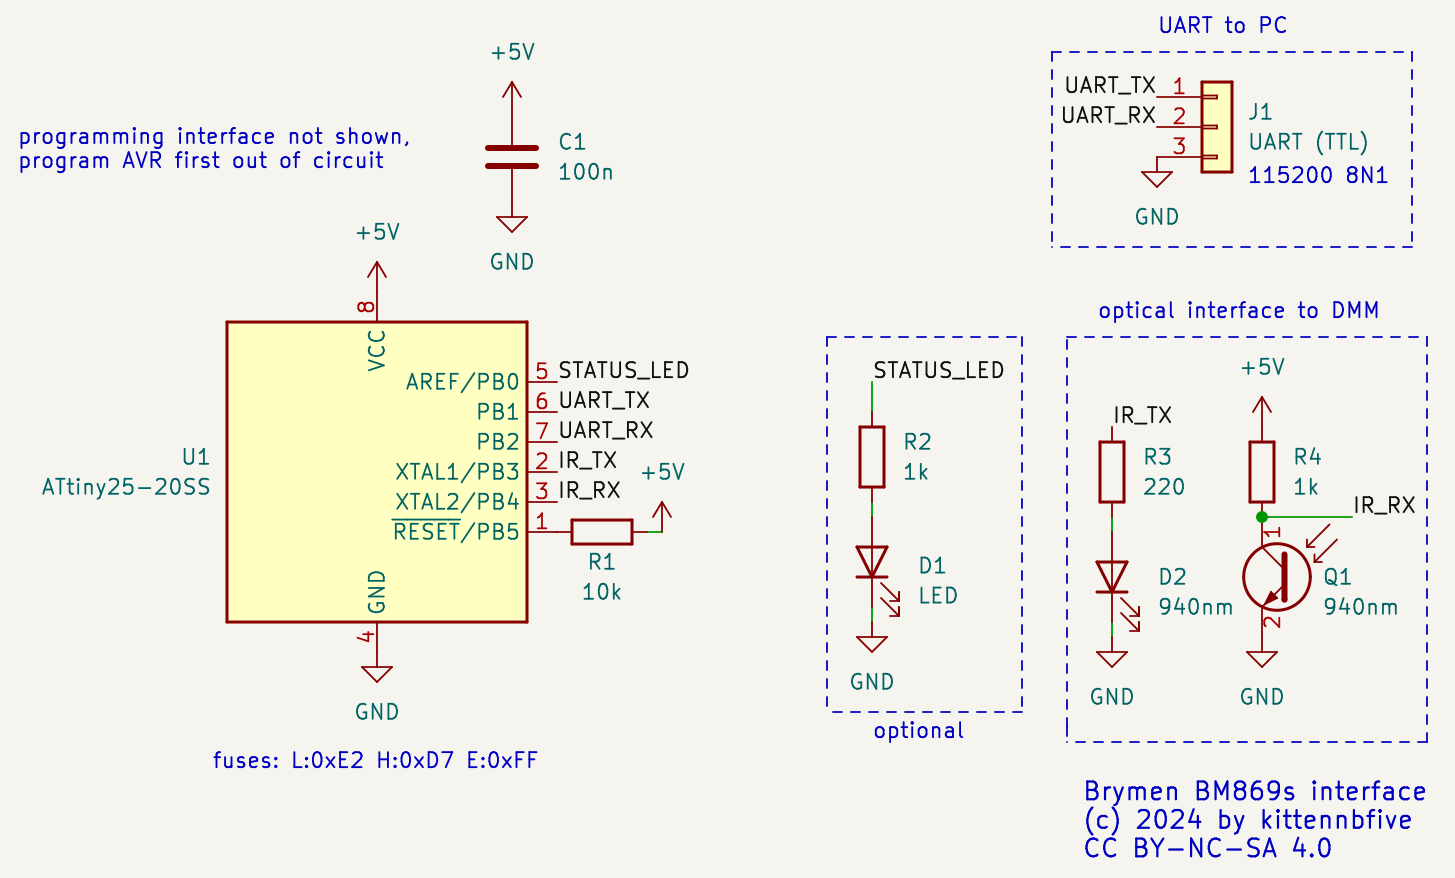 UART to PC
+5V
UART_TX
1
UART_RX
2
3
J1
UART (TTL)
115200 8N1
GND
programming interface not shown,
program AVR first out of circuit
C1
100n
GND
+5V
8
VCC
U1
ATtiny25-20SS
AREF/PB0
5
STATUS_LED
PB1
6
UART_TX
PB2
7
UART_RX
XTAL1/PB3
2
IR_TX
XTAL2/PB4
3
IR_RX
RESET/PB5
1
+5V
R1
10k
GND
4
GND
fuses: L:0xE2 H:0xD7 E:0xFF
STATUS_LED
R2
1k
D1
LED
GND
optional
optical interface to DMM
+5V
IR_TX
R3
220
R4
1k
IR_RX
1
D2
940nm
Q1
940nm
2
GND
GND
Brymen BM869s interface
(c) 2024 by kittennbfive
CC BY-NC-SA 4.0